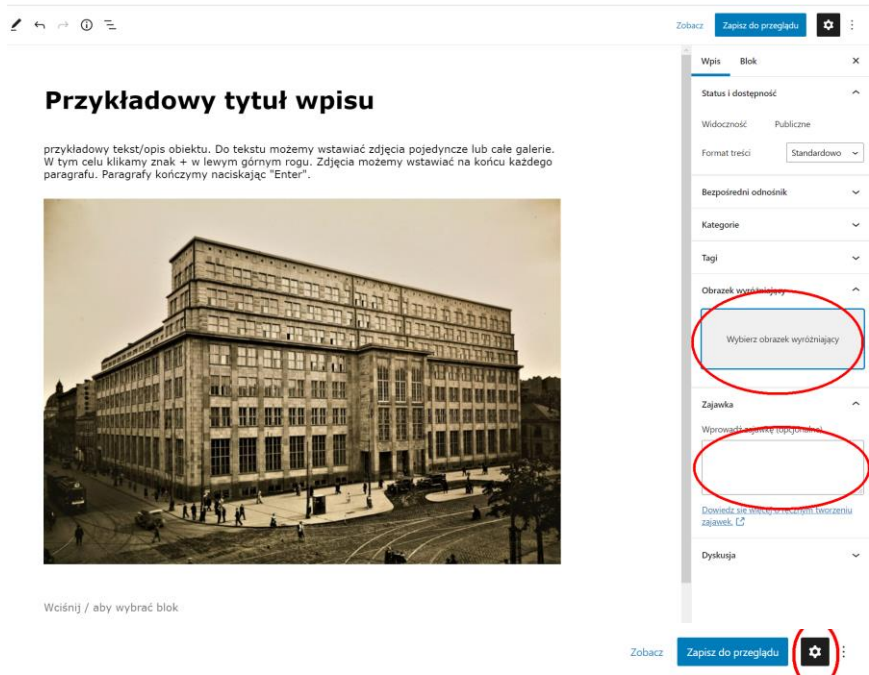 Zobacz Zapisz do przeglądu
Wpis Blok
Przykładowy tytuł wpisu
przykładowy tekst/opis obiektu. Do tekstu możemy wstawiać zdjęcia pojedyncze lub całe galerie.
W tym celu klikamy znak + w lewym górnym rogu. Zdjęcia możemy wstawiać na końcu każdego
paragrafu. Paragrafy kończymy naciskając "Enter".
Wciśnij / aby wybrać blok
Status i dostępność
Widoczność Publiczne
Format treści Standardowo
Bezpośredni odnośnik
Kategorie
Tagi
Obrazek wyróżniający
Wybierz obrazek wyróżniający
Zajawka
Wprowadź zajawkę (opcjonalne)
Dowiedz się więcej o ręcznym tworzeniu
zajawek.
Dyskusja
Zobacz Zapisz do przeglądu